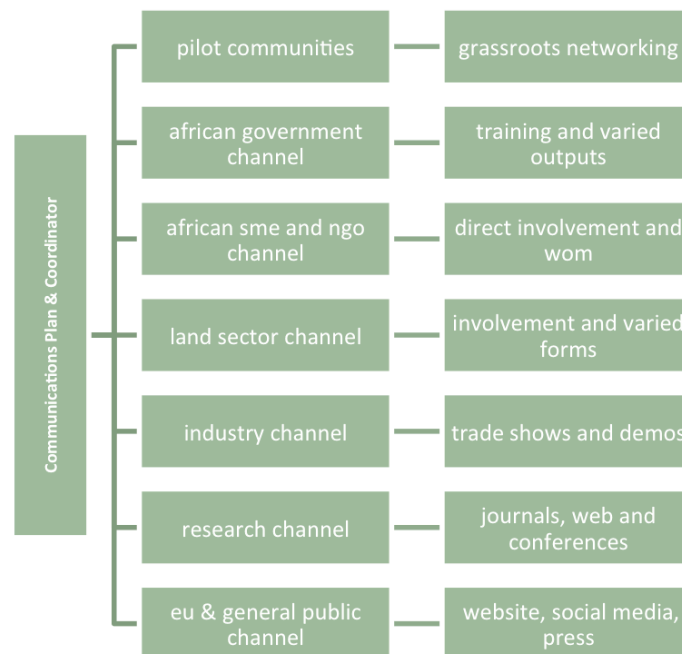 Communications Plan & Coordinator
pilot communities
grassroots networking
african government
channel
training and varied
outputs
african sme and ngo
channel
direct involvement and
wom
land sector channel
involvement and varied
forms
industry channel
trade shows and demos
research channel
journals, web and
conferences
eu & general public
channel
website, social media,
press